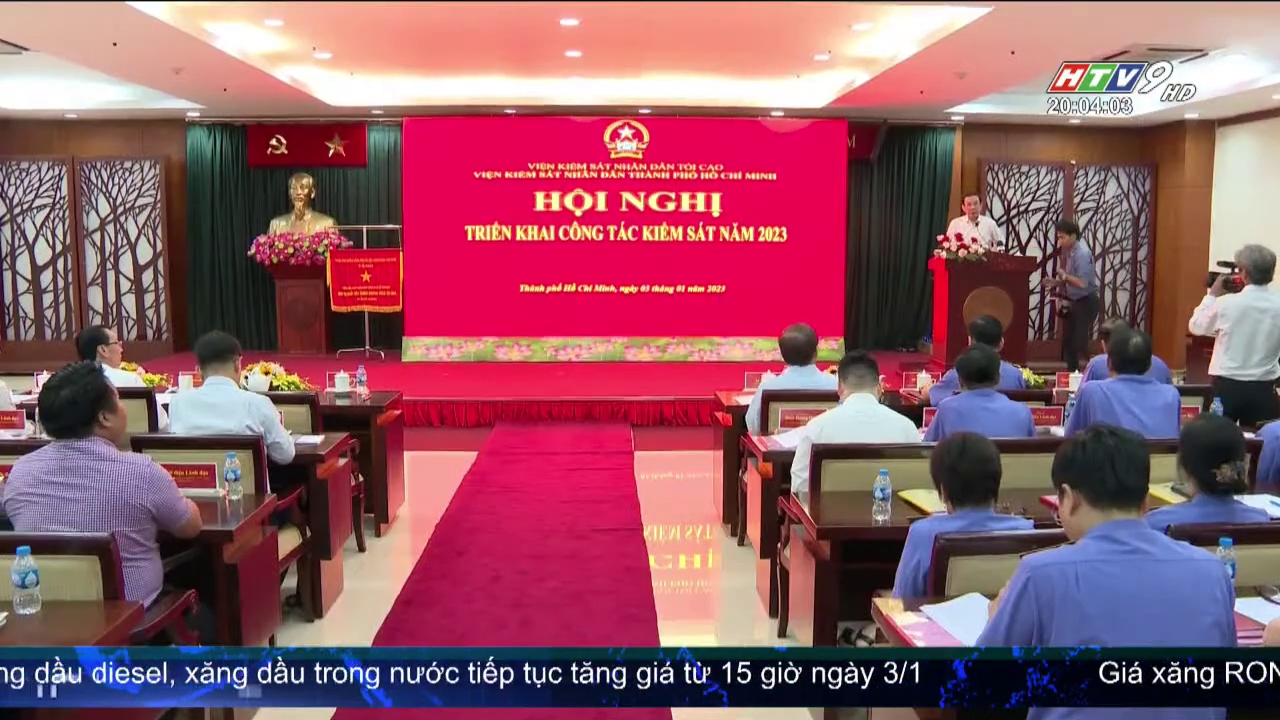 HTV9 HD
20:04:03
VIỆN KIỂM SÁT NHÂN DÂN TỐI CAO
VIỆN KIỂM SÁT NHÂN DÂN THÀNH PHỐ HỒ CHÍ MINH
HỘI NGHỊ
TRIỂN KHAI CÔNG TÁC KIỂM SÁT NĂM 2023
Thành phố Hồ Chí Minh, ngày 03 tháng 01 năm 2023
ng dầu diesel, xăng dầu trong nước tiếp tục tăng giá từ 15 giờ ngày 3/1 Giá xăng RON